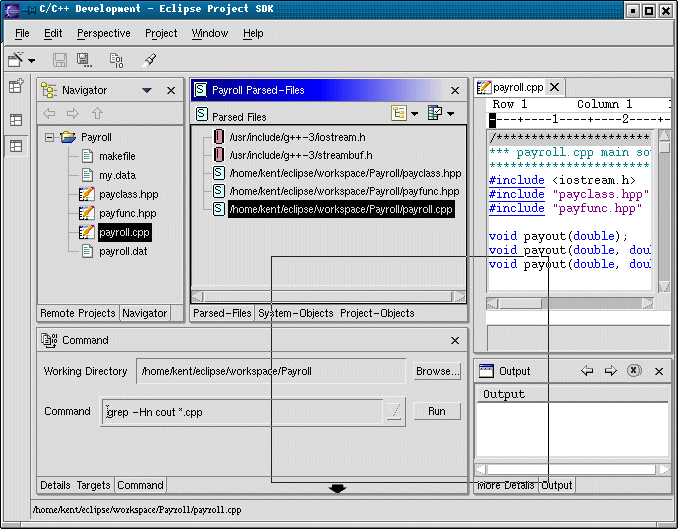 C/C++ Development - Eclipse Project SDK
File Edit Perspective Project Window Help
Navigator
Payroll
makefile
my.data
payclass.hpp
payfunc.hpp
payroll.cpp
payroll.dat
Remote Projects Navigator
Payroll Parsed-Files
Parsed Files
/usr/include/g++-3/iostream.h
/usr/include/g++-3/streambuf.h
/home/kent/eclipse/workspace/Payroll/payclass.hpp
/home/kent/eclipse/workspace/Payroll/payfunc.hpp
/home/kent/eclipse/workspace/Payroll/payroll.cpp
Parsed-Files System-Objects Project-Objects
payroll.cpp
Row 1 Column 1
----+----1----+----2----+
/***********************
*** payroll.cpp main so
************************
#include <iostream.h>
#include "payclass.hpp"
#include "payfunc.hpp"
void payout(double);
void payout(double, dou
void payout(double, dou
Command
Working Directory /home/kent/eclipse/workspace/Payroll Browse...
Command grep -Hn cout *.cpp Run
Details Targets Command
Output
Output
More Details Output
/home/kent/eclipse/workspace/Payzoll/payzoll.cpp